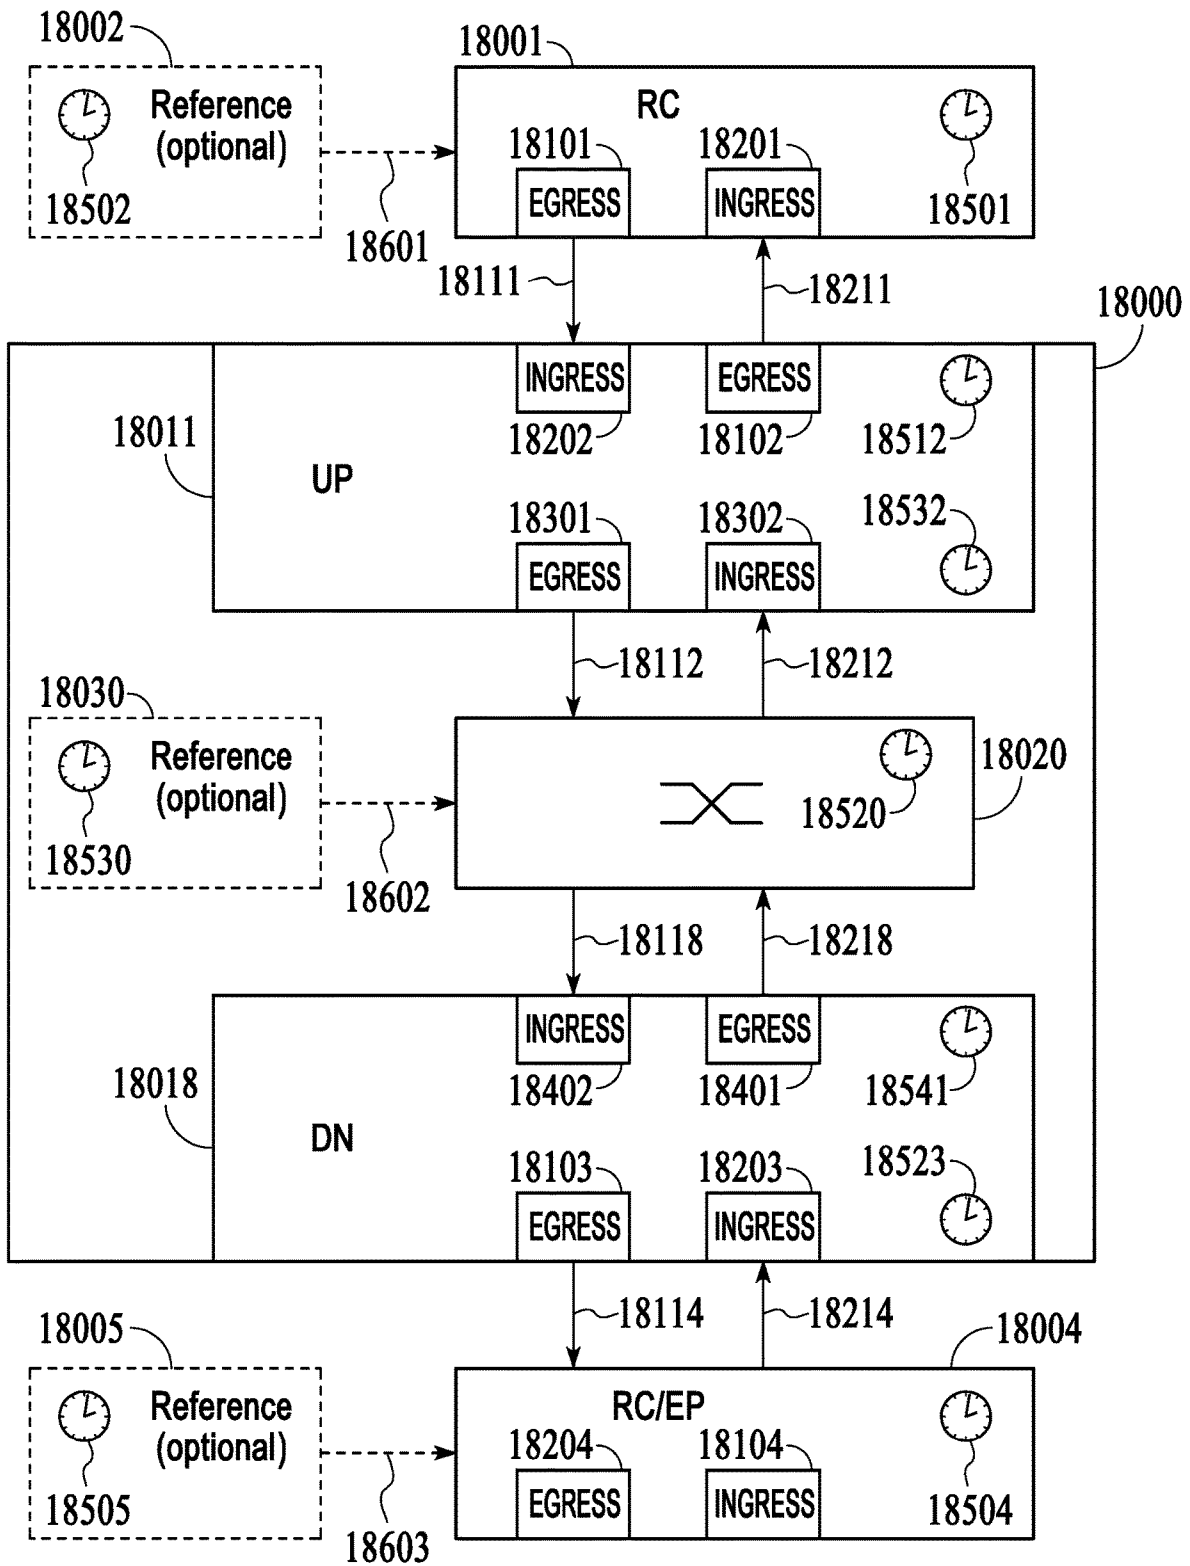 18002
18001
Reference
(optional)
RC
18101
18201
18502
EGRESS
INGRESS
18501
18601
18111
18211
18000
INGRESS
EGRESS
18011
18202
18102
18512
UP
18301
18302
18532
EGRESS
INGRESS
18112
18212
18030
Reference
(optional)
18020
18530
18520
18602
18118
18218
INGRESS
EGRESS
18018
18402
18401
18541
DN
18103
18203
18523
EGRESS
INGRESS
18114
18214
18005
18004
Reference
(optional)
RC/EP
18204
18104
18505
EGRESS
INGRESS
18504
18603